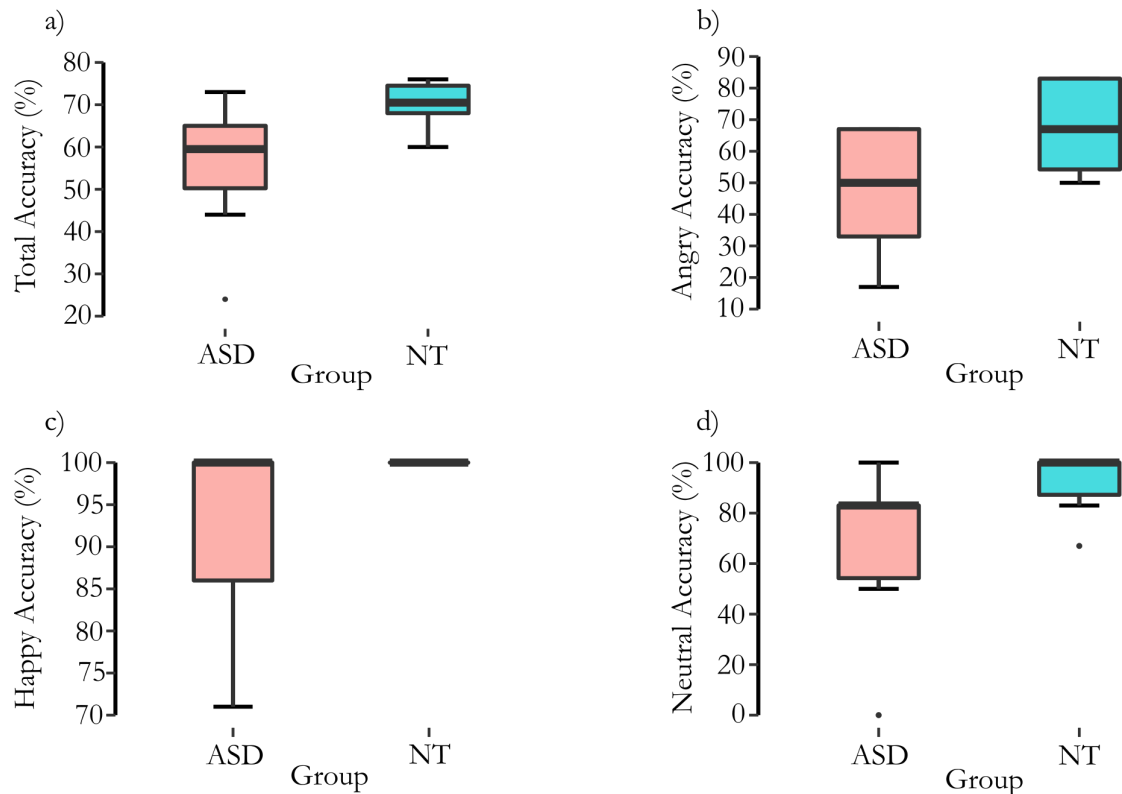 a)
Total Accuracy (%)
80
70
60
50
40
30
20
ASD
NT
Group
b)
Angry Accuracy (%)
90
80
70
60
50
40
30
20
10
ASD
NT
Group
c)
Happy Accuracy (%)
100
95
90
85
80
75
70
ASD
NT
Group
d)
Neutral Accuracy (%)
100
80
60
40
20
0
ASD
NT
Group